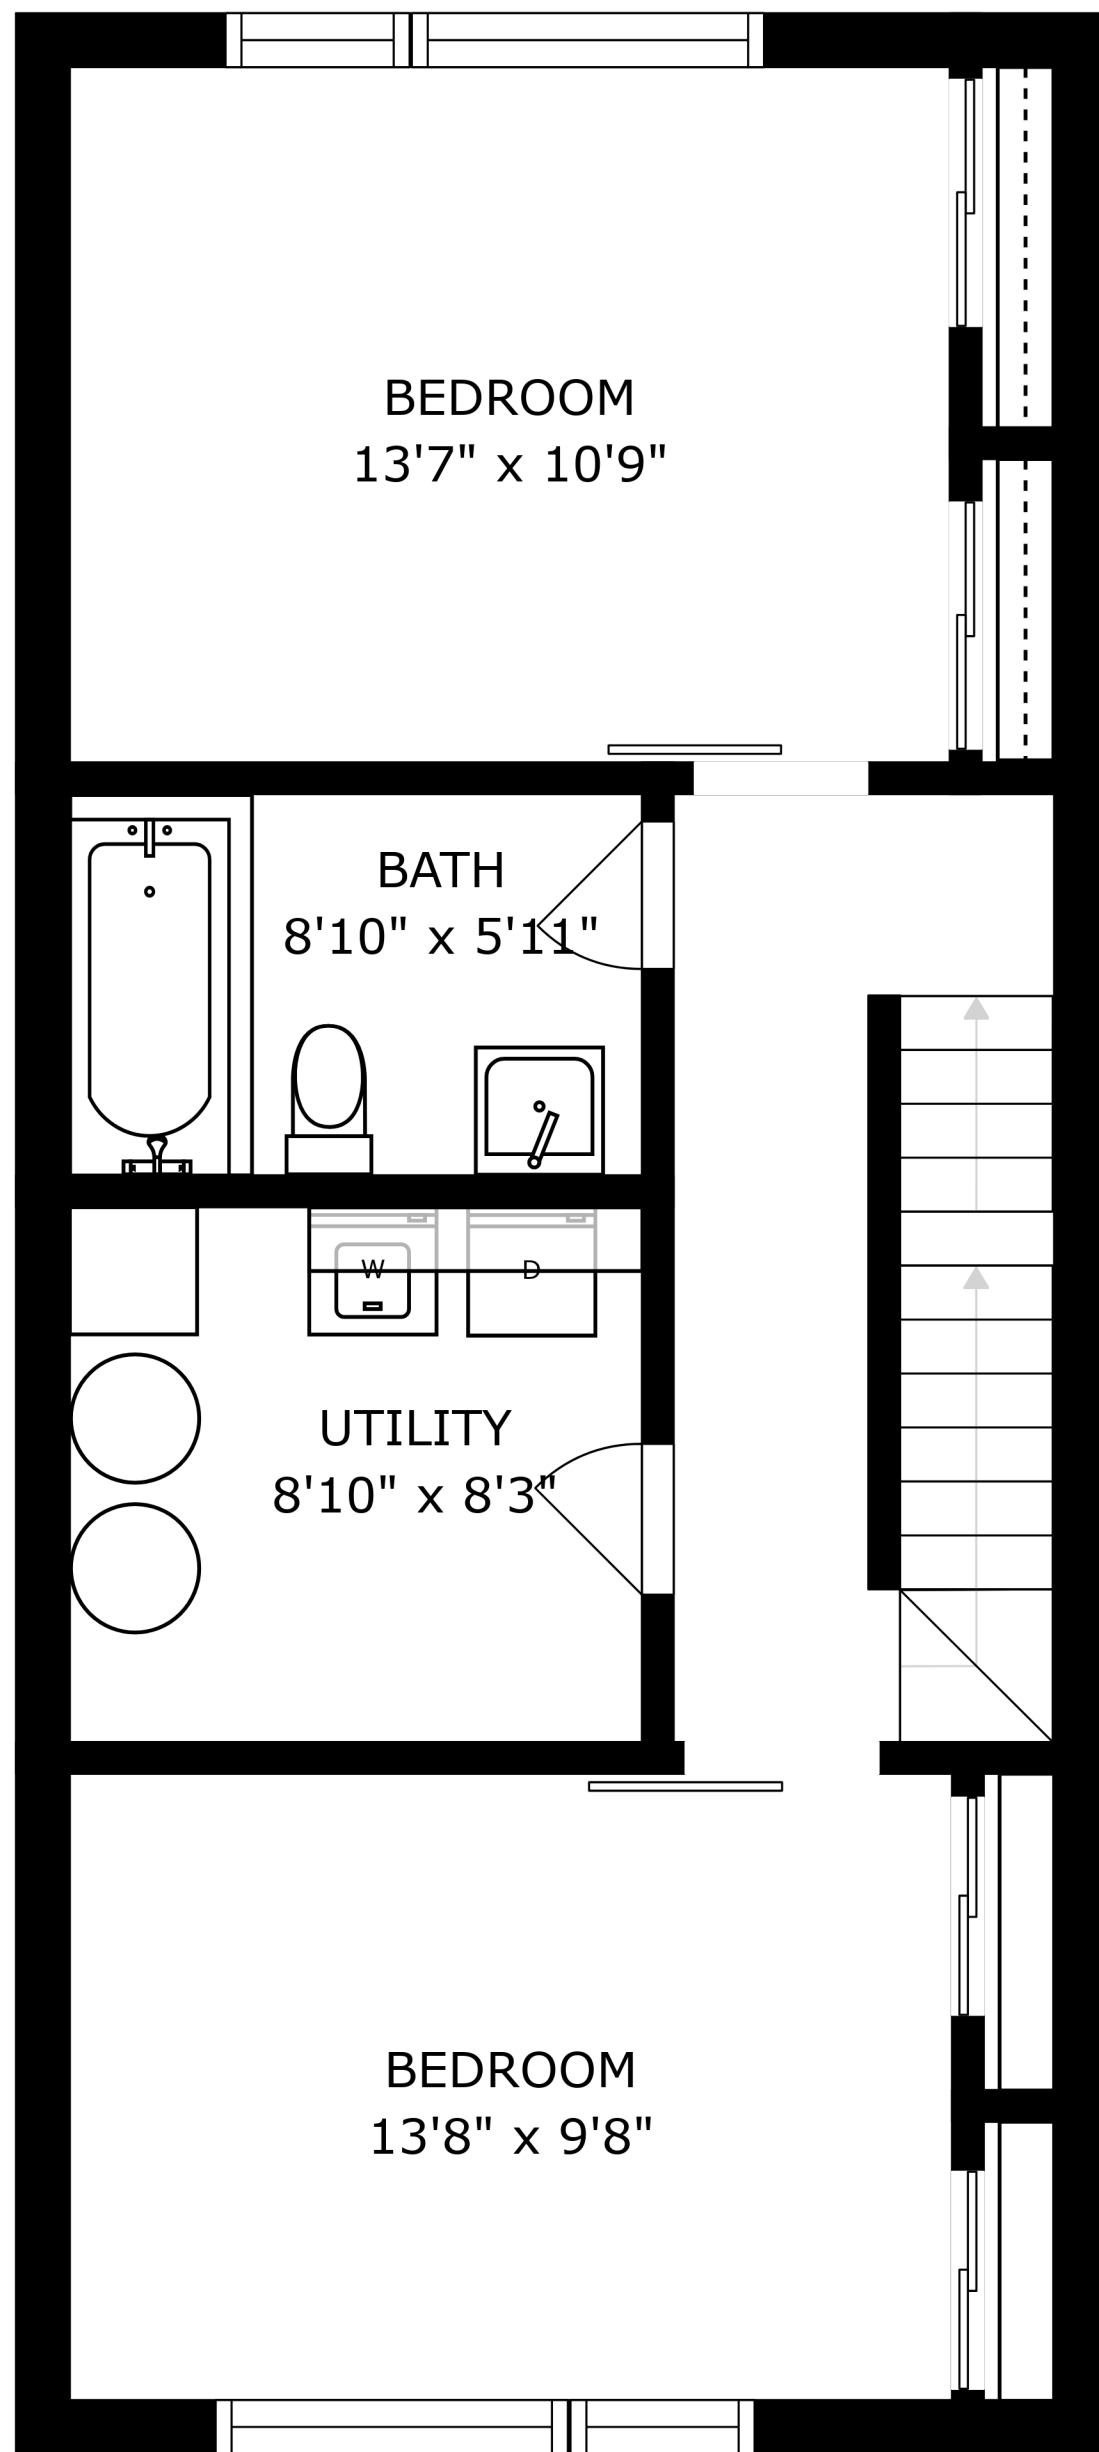 BEDROOM
13'7" x 10'9"
BATH
8'10" x 5'11"
W
D
UTILITY
8'10" x 8'3"
BEDROOM
13'8" x 9'8"